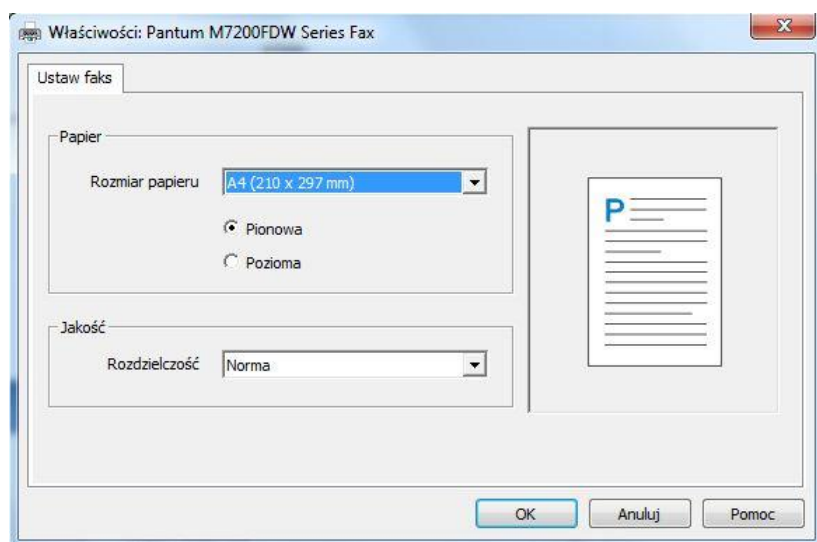 Właściwości: Pantum M7200FDW Series Fax
X
Ustaw faks
Papier
Rozmiar papieru A4 (210 x 297 mm)
Pionowa
Pozioma
P
Jakość
Rozdzielczość Norma
OK Anuluj Pomoc